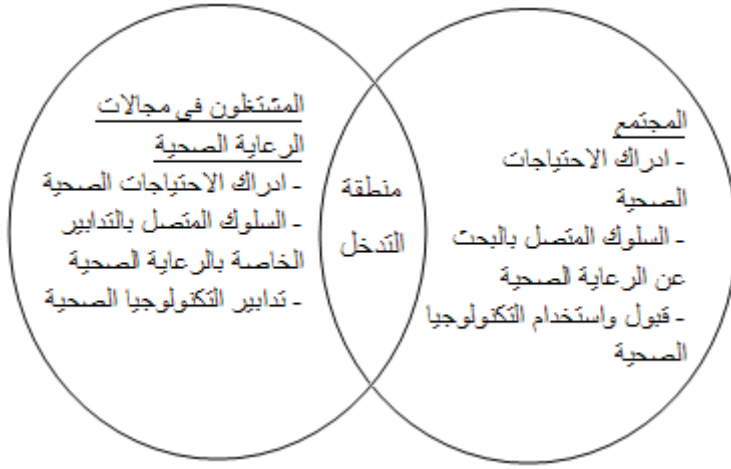 المجتمع
- ادراك الاحتياجات
الصحية
- السلوك المتصل بالبحث
عن الرعاية الصحية
- قبول واستخدام التكنولوجيا
الصحية
منطقة
التدخل
المشتغلون في مجالات
الرعاية الصحية
- ادراك الاحتياجات الصحية
- السلوك المتصل بالتدابير
الخاصة بالرعاية الصحية
- تدابير التكنولوجيا الصحية